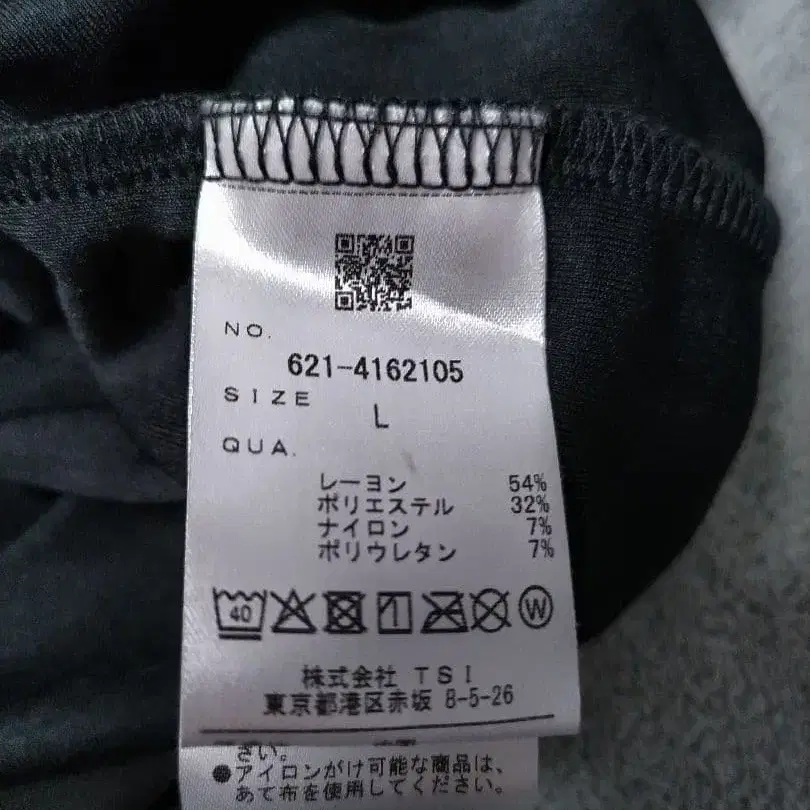 NO.
621-4162105
SIZE
L
QUA.
レーヨン 54%
ポリエステル 32%
ナイロン 7%
ポリウレタン 7%
40
W
株式会社 TSI
東京都港区赤坂 8-5-26
さい。
●アイロンがけ可能な商品は、
あて布を使用してください。